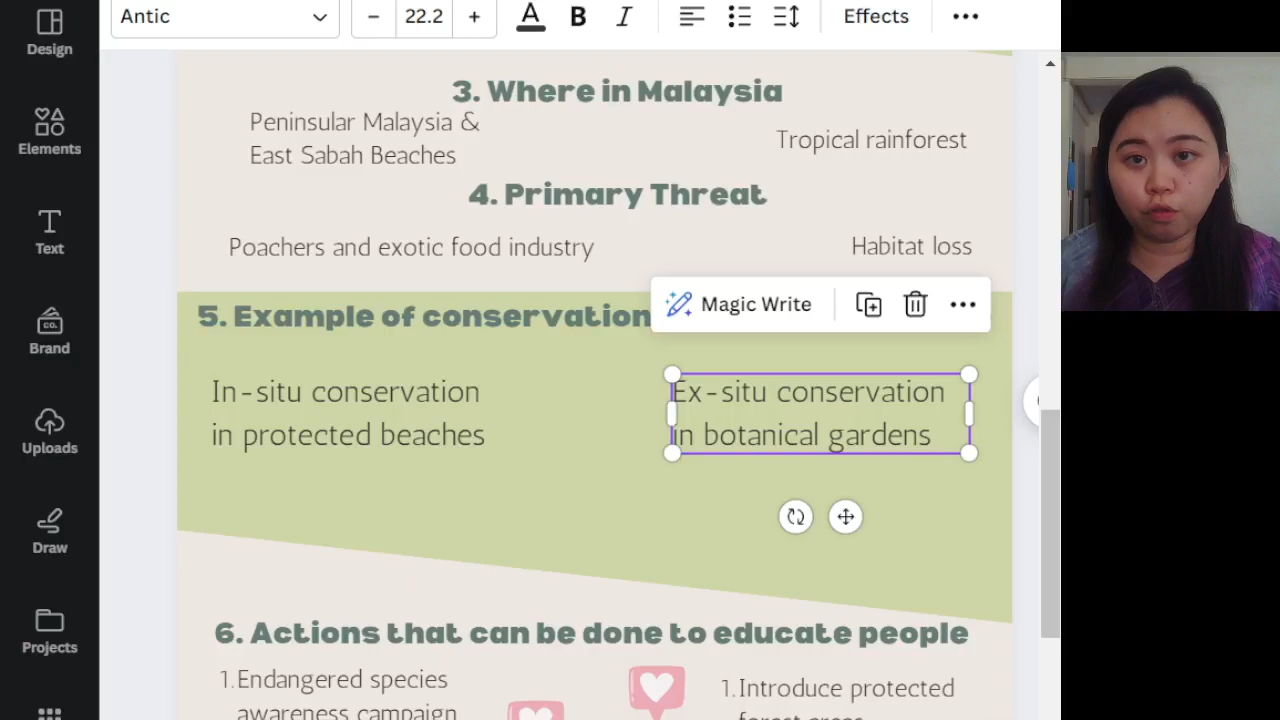 Antic
22.2
A
B
I
Effects
Design
Elements
Text
Brand
CO.
Uploads
Draw
Projects
3. Where in Malaysia
Peninsular Malaysia &
East Sabah Beaches
Tropical rainforest
4. Primary Threat
Poachers and exotic food industry
Habitat loss
Magic Write
5. Example of conservation
In-situ conservation
in protected beaches
Ex-situ conservation
in botanical gardens
6. Actions that can be done to educate people
1.Endangered species
awareness campaign
1.Introduce protected
forest areas